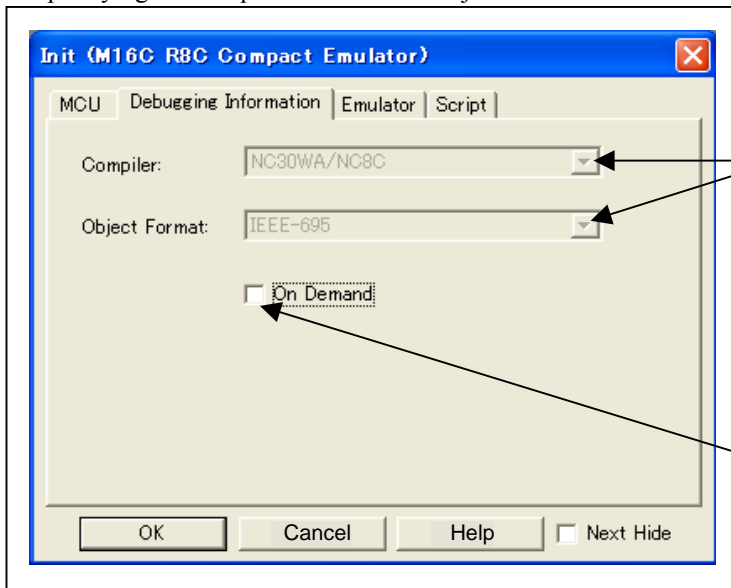 Init (M16C R8C Compact Emulator)
MCU Debugging Information Emulator Script
Compiler: NC30WA/NC8C
Object Format: IEEE-695
On Demand
OK Cancel Help Next Hide